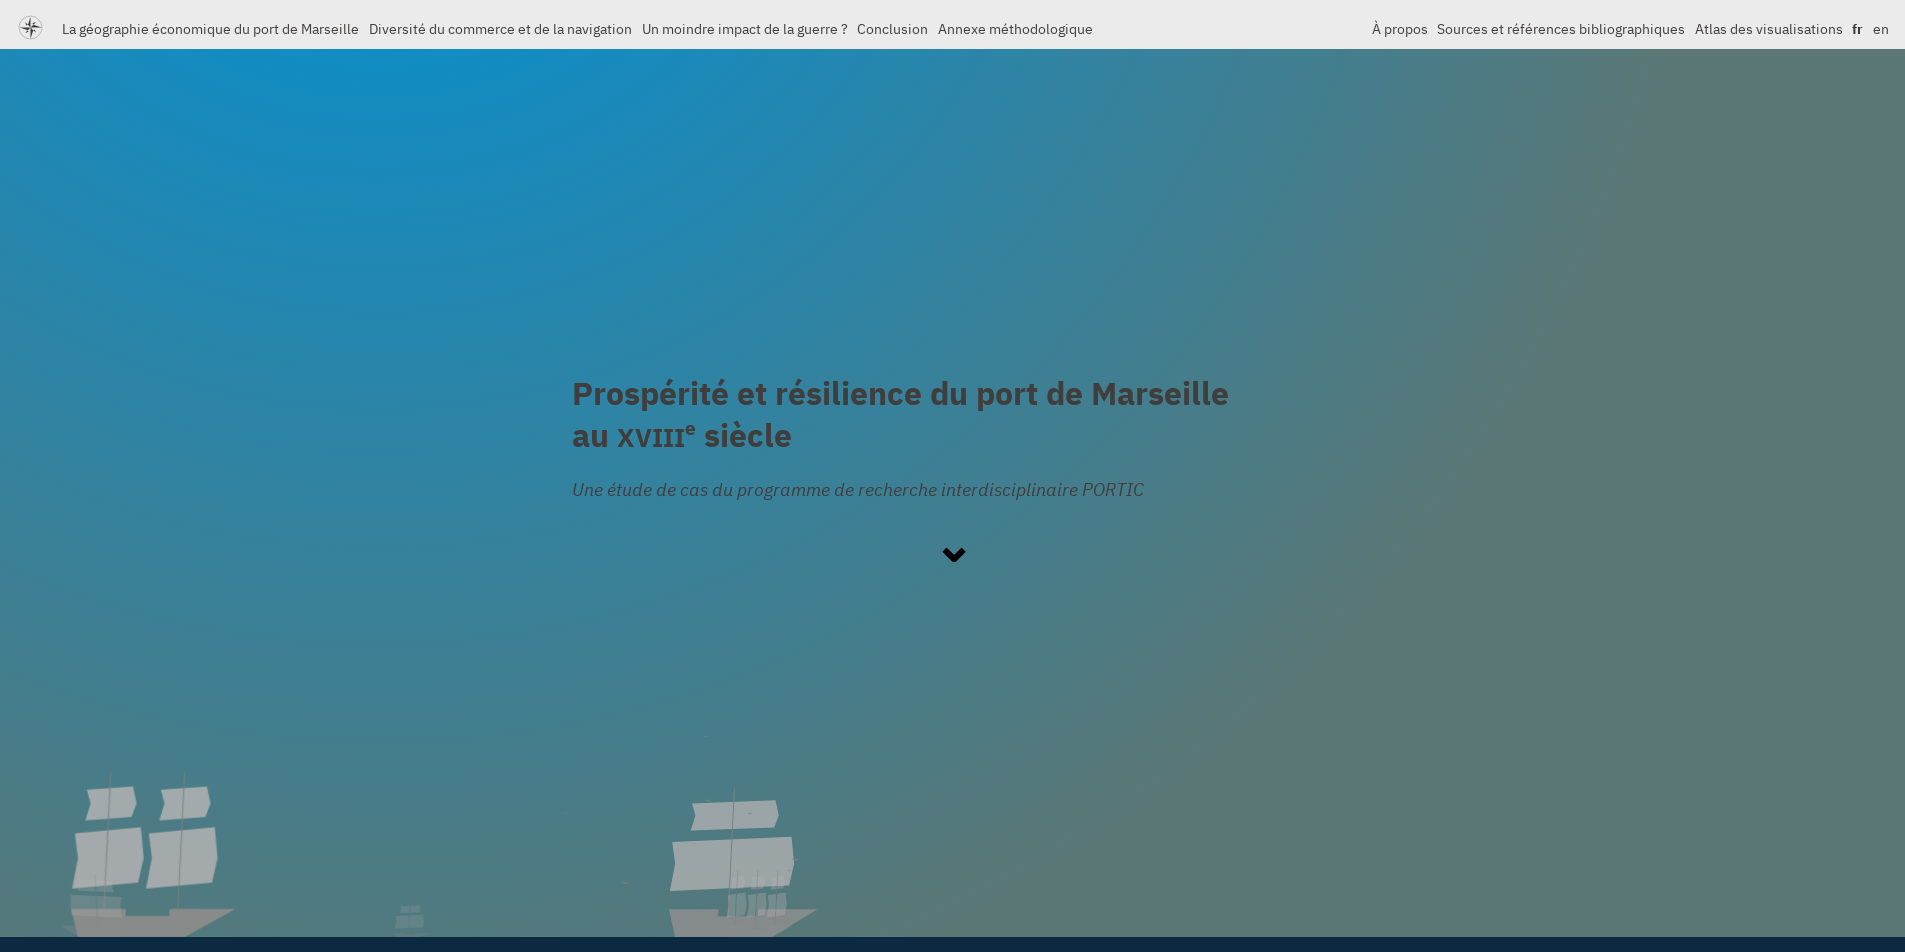 La géographie économique du port de Marseille Diversité du commerce et de la navigation Un moindre impact de la guerre ? Conclusion Annexe méthodologique À propos Sources et références bibliographiques Atlas des visualisations fr en
Prospérité et résilience du port de Marseille
au XVIIIe siècle
Une étude de cas du programme de recherche interdisciplinaire PORTIC